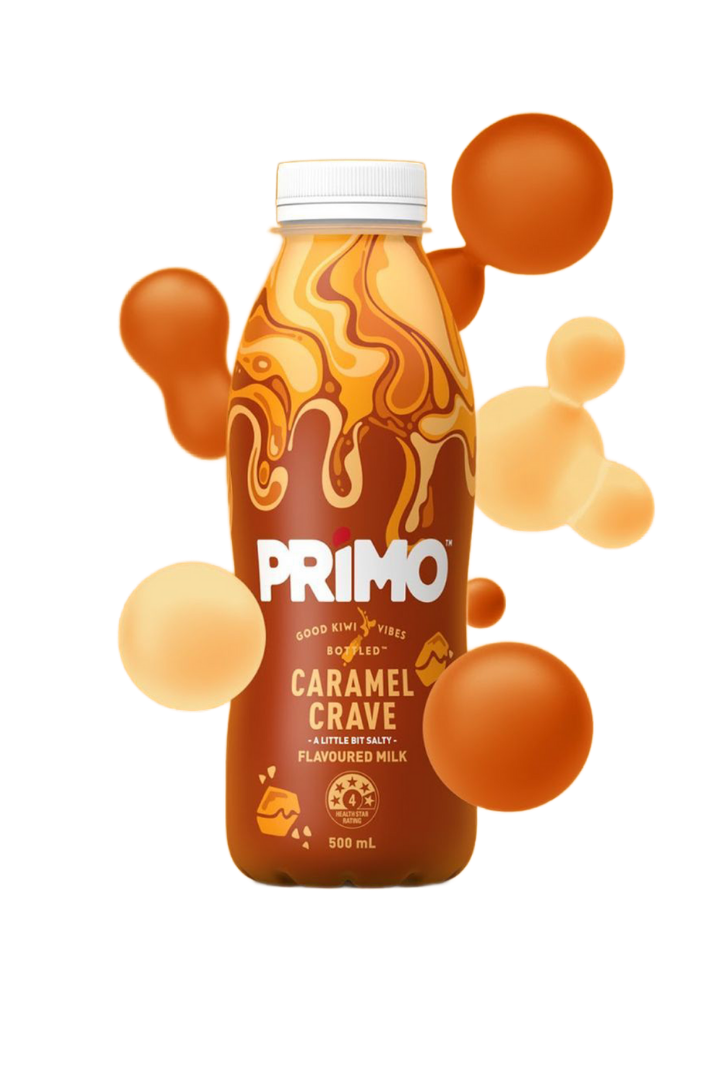 PRiMO™
GOOD KIWI VIBES
BOTTLED™
CARAMEL
CRAVE
- A LITTLE BIT SALTY -
FLAVOURED MILK
4
HEALTH STAR
RATING
500 mL